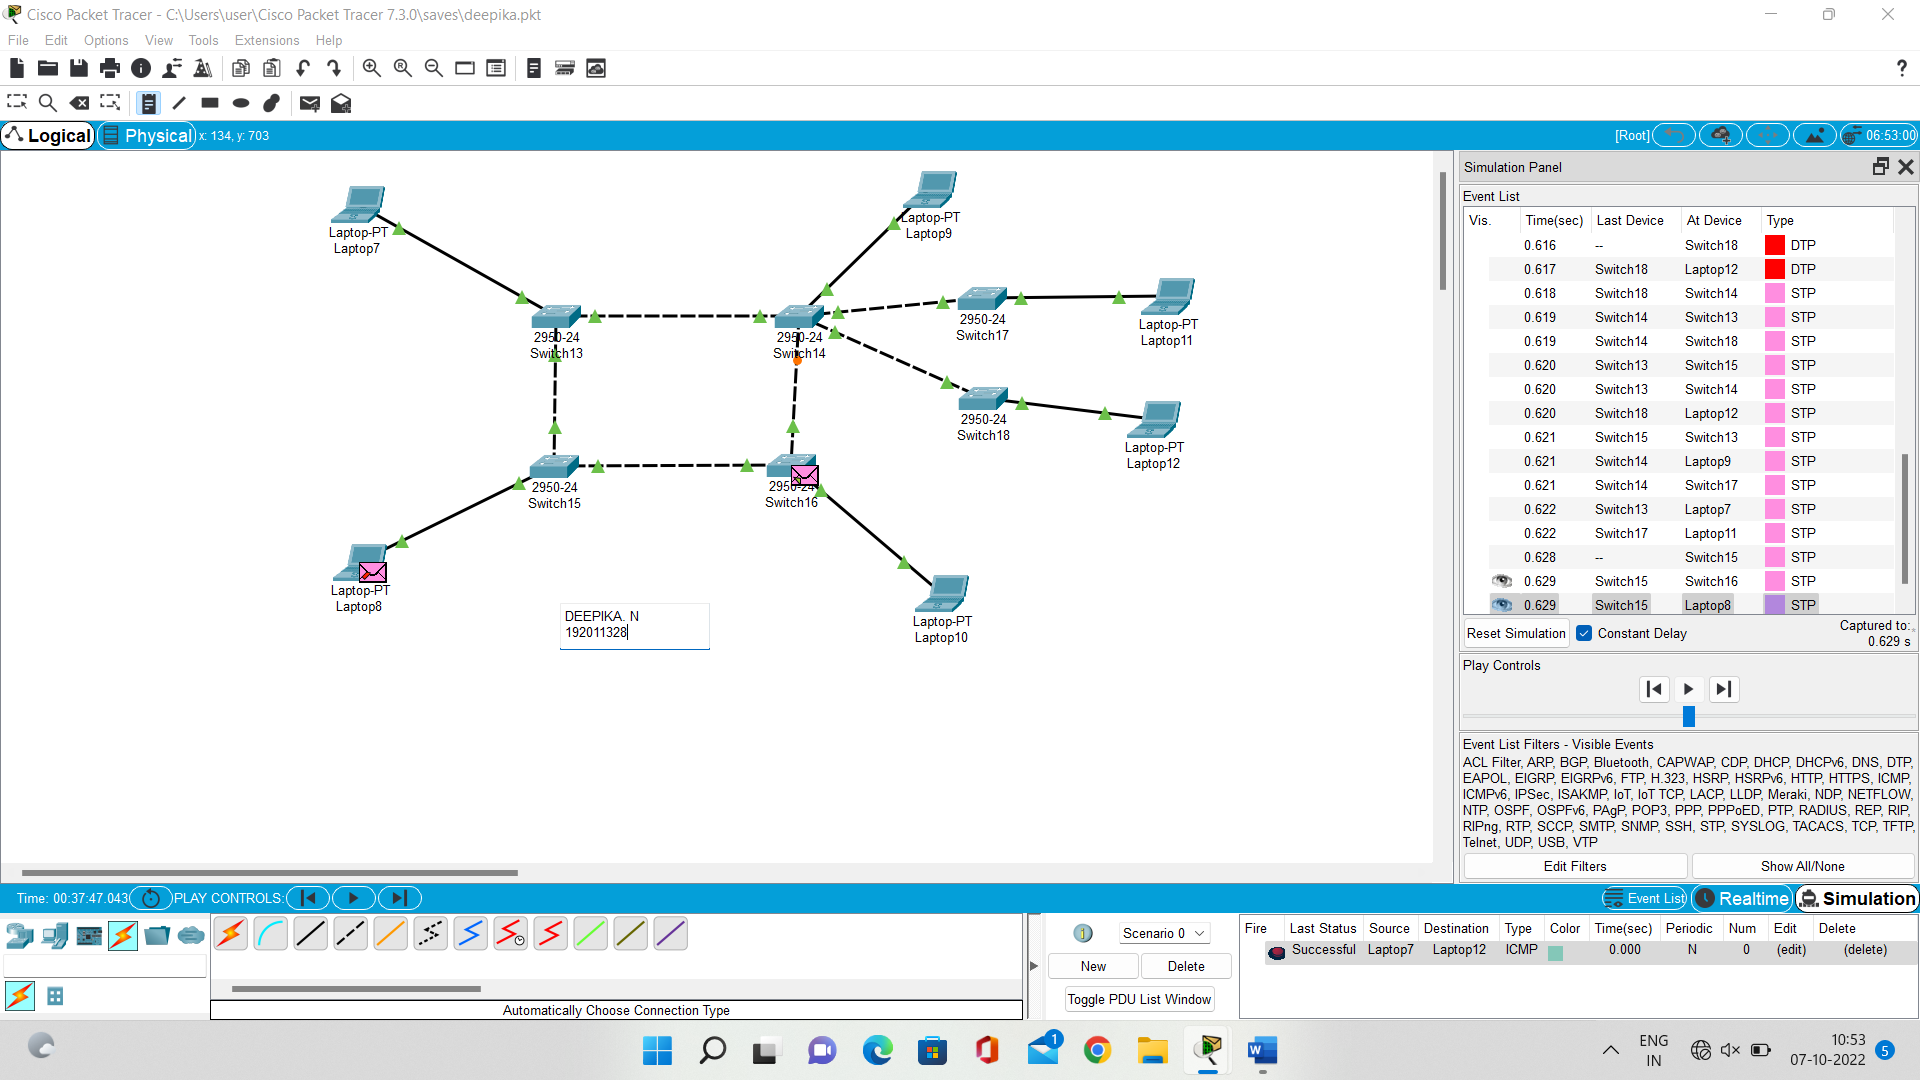 Cisco Packet Tracer - C:\Users\user\Cisco Packet Tracer 7.3.0\saves\deepika.pkt
File Edit Options View Tools Extensions Help
Logical Physical x: 134, y: 703 [Root] 06:53:00
Laptop-PT
Laptop7
Laptop-PT
Laptop9
2950-24
Switch13
2950-24
Switch14
2950-24
Switch17
Laptop-PT
Laptop11
2950-24
Switch18
Laptop-PT
Laptop12
2950-24
Switch15
2950-24
Switch16
Laptop-PT
Laptop8
Laptop-PT
Laptop10
DEEPIKA. N
192011328
Simulation Panel
Event List
Vis. Time(sec) Last Device At Device Type
0.616 -- Switch18 DTP
0.617 Switch18 Laptop12 DTP
0.618 Switch18 Laptop12 STP
0.619 Switch14 Switch13 STP
0.619 Switch14 Switch18 STP
0.620 Switch13 Switch15 STP
0.620 Switch13 Switch14 STP
0.620 Switch18 Laptop12 STP
0.621 Switch15 Switch13 STP
0.621 Switch14 Laptop9 STP
0.621 Switch14 Switch17 STP
0.622 Switch13 Laptop7 STP
0.622 Switch17 Laptop11 STP
0.628 -- Switch15 STP
0.629 Switch15 Switch16 STP
0.629 Switch15 Laptop8 STP
Reset Simulation Constant Delay Captured to:
0.629 s
Play Controls
Event List Filters - Visible Events
ACL Filter, ARP, BGP, Bluetooth, CAPWAP, CDP, DHCP, DHCPv6, DNS, DTP,
EAPOL, EIGRP, EIGRPv6, FTP, H.323, HSRP, HSRPv6, HTTP, HTTPS, ICMP,
ICMPv6, IPSec, ISAKMP, IoT, IoT TCP, LACP, LLDP, Meraki, NDP, NETFLOW,
NTP, OSPF, OSPFv6, PAgP, POP3, PPP, PPPoED, PTP, RADIUS, REP, RIP,
RIPng, RTP, SCCP, SMTP, SNMP, SSH, STP, SYSLOG, TACACS, TCP, TFTP,
Telnet, UDP, USB, VTP
Edit Filters Show All/None
Time: 00:37:47.043 PLAY CONTROLS: Event List Realtime Simulation
Automatically Choose Connection Type
Scenario 0
New Delete
Toggle PDU List Window
Fire Last Status Source Destination Type Color Time(sec) Periodic Num Edit Delete
Successful Laptop7 Laptop12 ICMP 0.000 N 0 (edit) (delete)
1
ENG
IN
10:53
07-10-2022
5